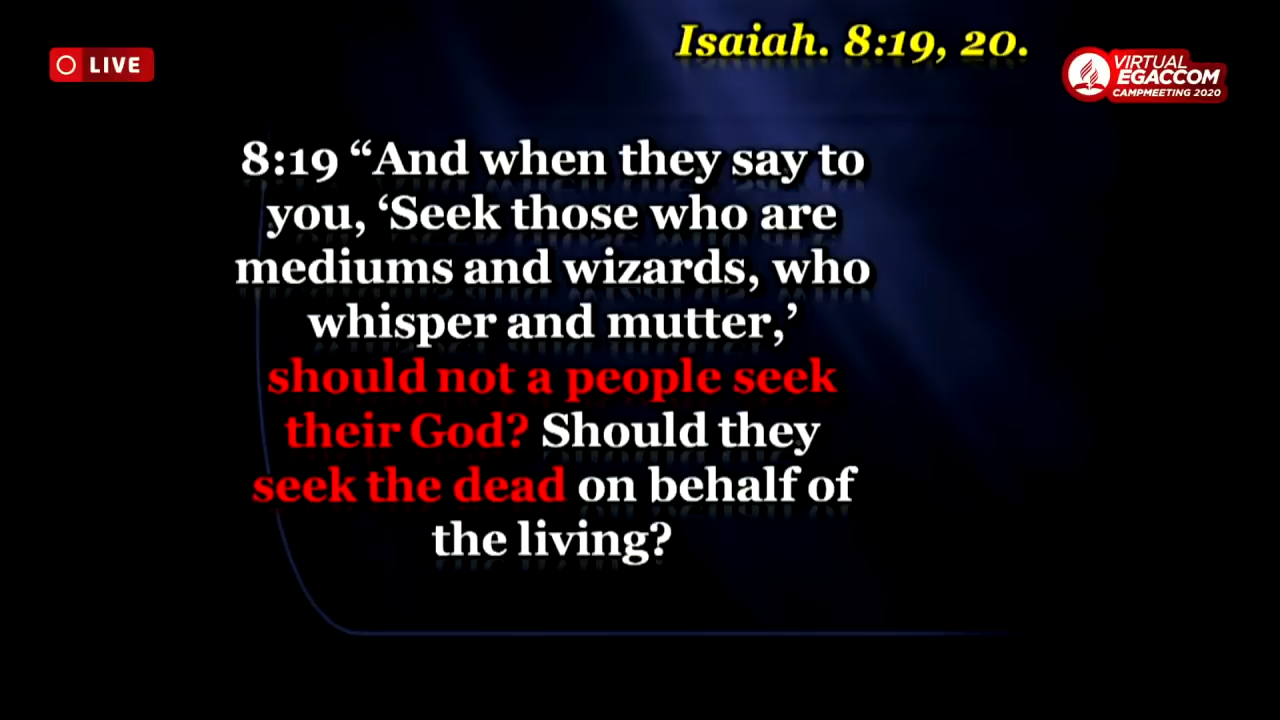 Isaiah. 8:19, 20.
LIVE
VIRTUAL
EGACCOM
CAMPMEETING 2020
8:19 “And when they say to
you, ‘Seek those who are
mediums and wizards, who
whisper and mutter,’
should not a people seek
their God? Should they
seek the dead on behalf of
the living?